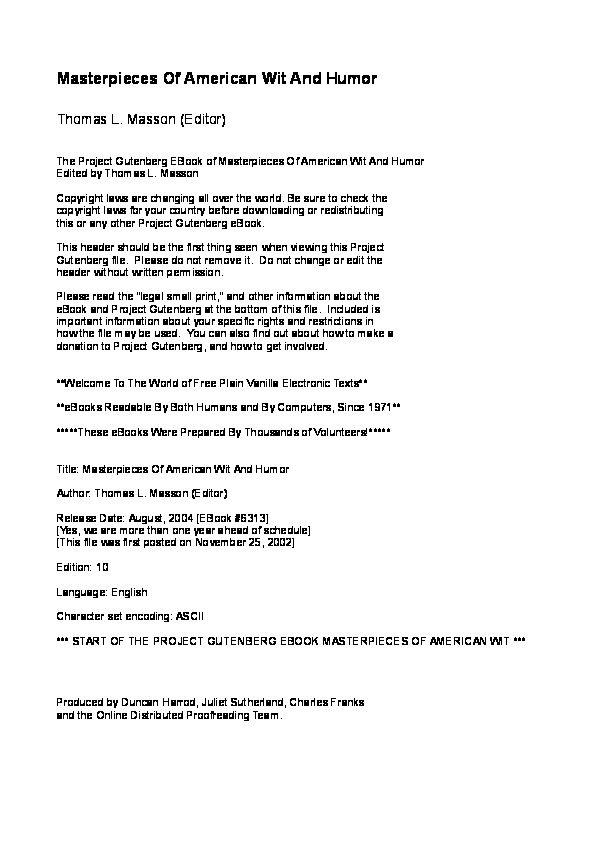 Masterpieces Of American Wit And Humor
Thomas L. Masson (Editor)
The Project Gutenberg EBook of Masterpieces Of American Wit And Humor
Edited by Thomas L. Masson
Copyright laws are changing all over the world. Be sure to check the
copyright laws for your country before downloading or redistributing
this or any other Project Gutenberg eBook.
This header should be the first thing seen when viewing this Project
Gutenberg file.  Please do not remove it.  Do not change or edit the
header without written permission.
Please read the "legal small print," and other information about the
eBook and Project Gutenberg at the bottom of this file.  Included is
important information about your specific rights and restrictions in
how the file may be used.  You can also find out about how to make a
donation to Project Gutenberg, and how to get involved.
**Welcome To The World of Free Plain Vanilla Electronic Texts**
**eBooks Readable By Both Humans and By Computers, Since 1971**
*****These eBooks Were Prepared By Thousands of Volunteers!*****
Title: Masterpieces Of American Wit And Humor
Author: Thomas L. Masson (Editor)
Release Date: August, 2004 [EBook #6313]
[Yes, we are more than one year ahead of schedule]
[This file was first posted on November 25, 2002]
Edition: 10
Language: English
Character set encoding: ASCII
*** START OF THE PROJECT GUTENBERG EBOOK MASTERPIECES OF AMERICAN WIT ***
Produced by Duncan Harrod, Juliet Sutherland, Charles Franks
and the Online Distributed Proofreading Team.